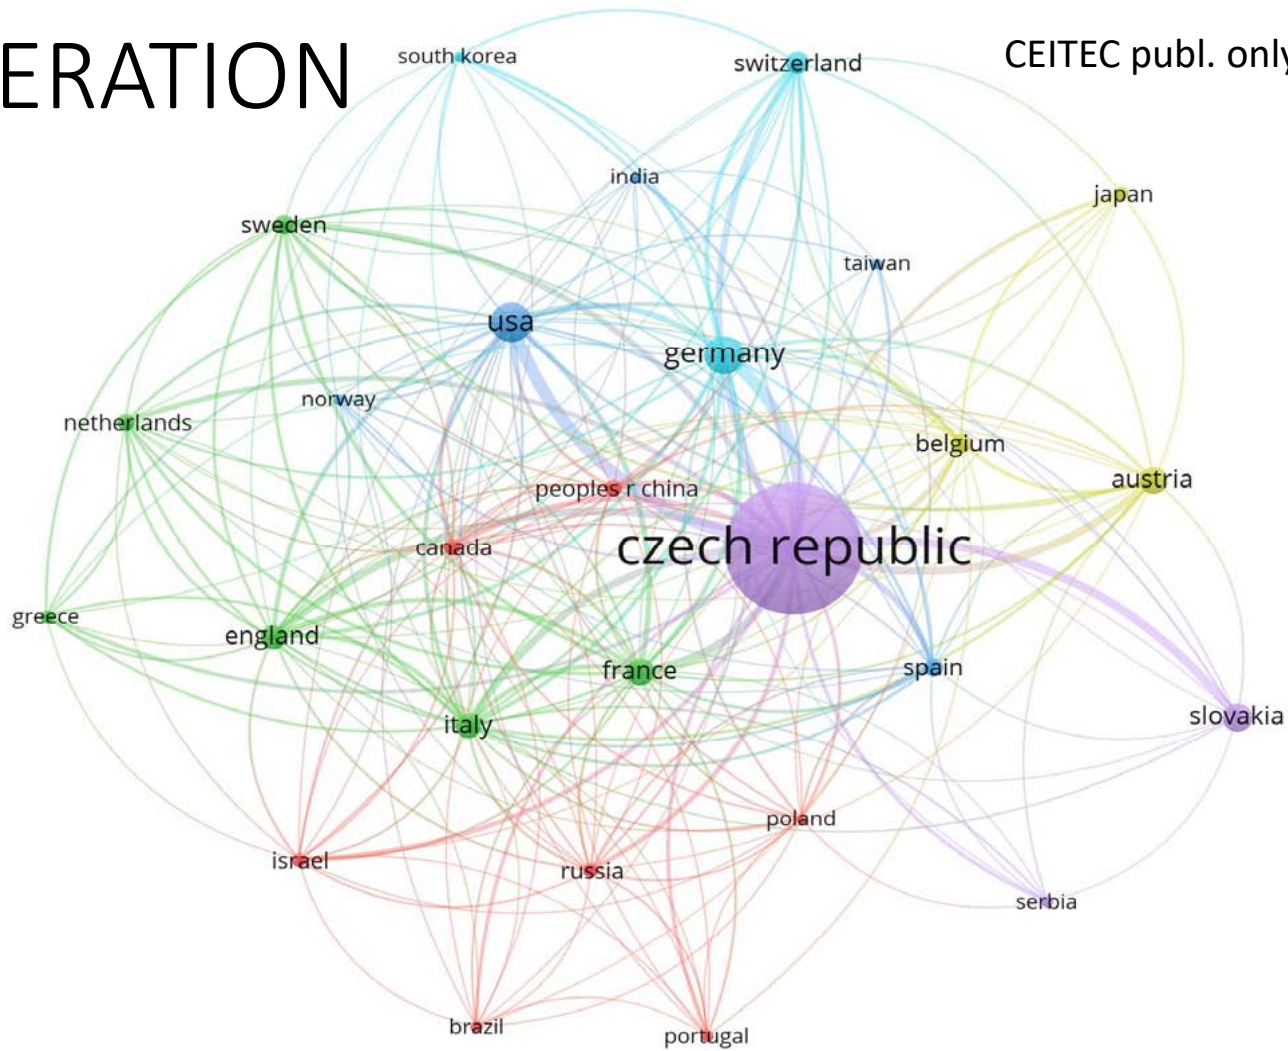 ERATION
CEITEC publ. only
south korea
switzerland
india
japan
sweden
taiwan
usa
germany
norway
netherlands
belgium
austria
peoples r china
canada
czech republic
greece
england
france
spain
slovakia
italy
poland
israel
russia
serbia
brazil
portugal